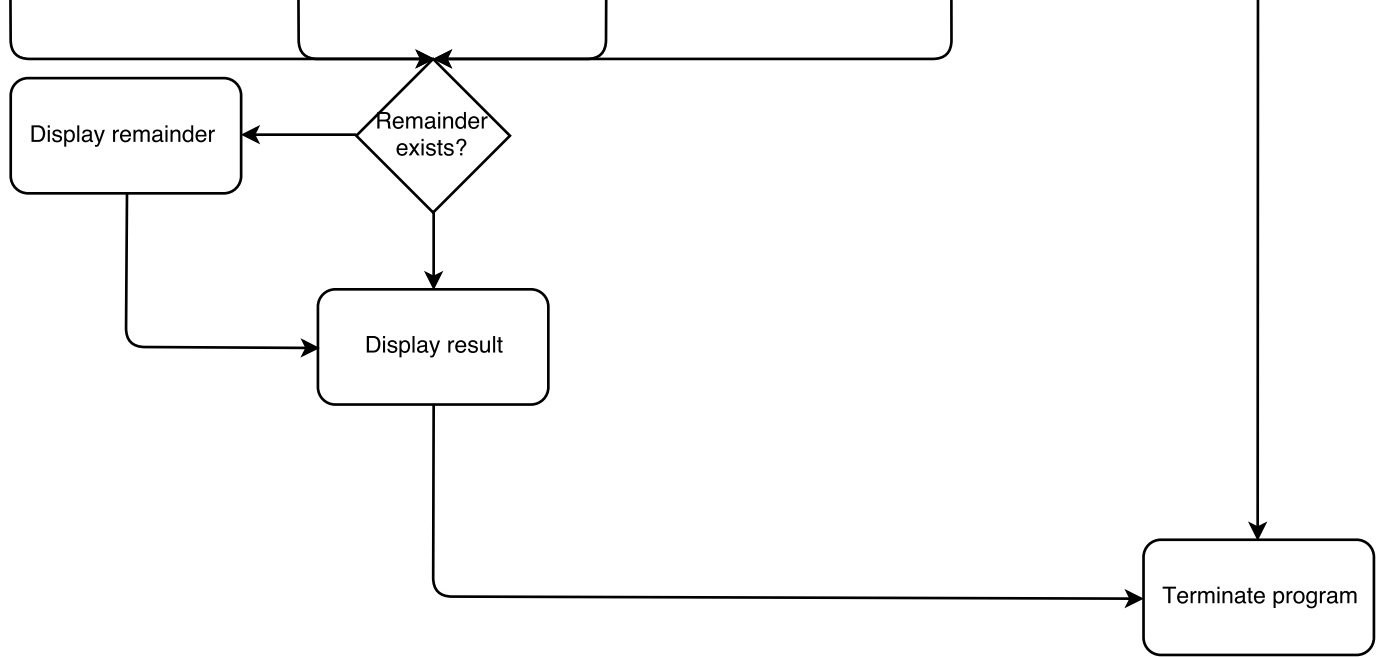 Remainder
exists?
Display remainder
Display result
Terminate program